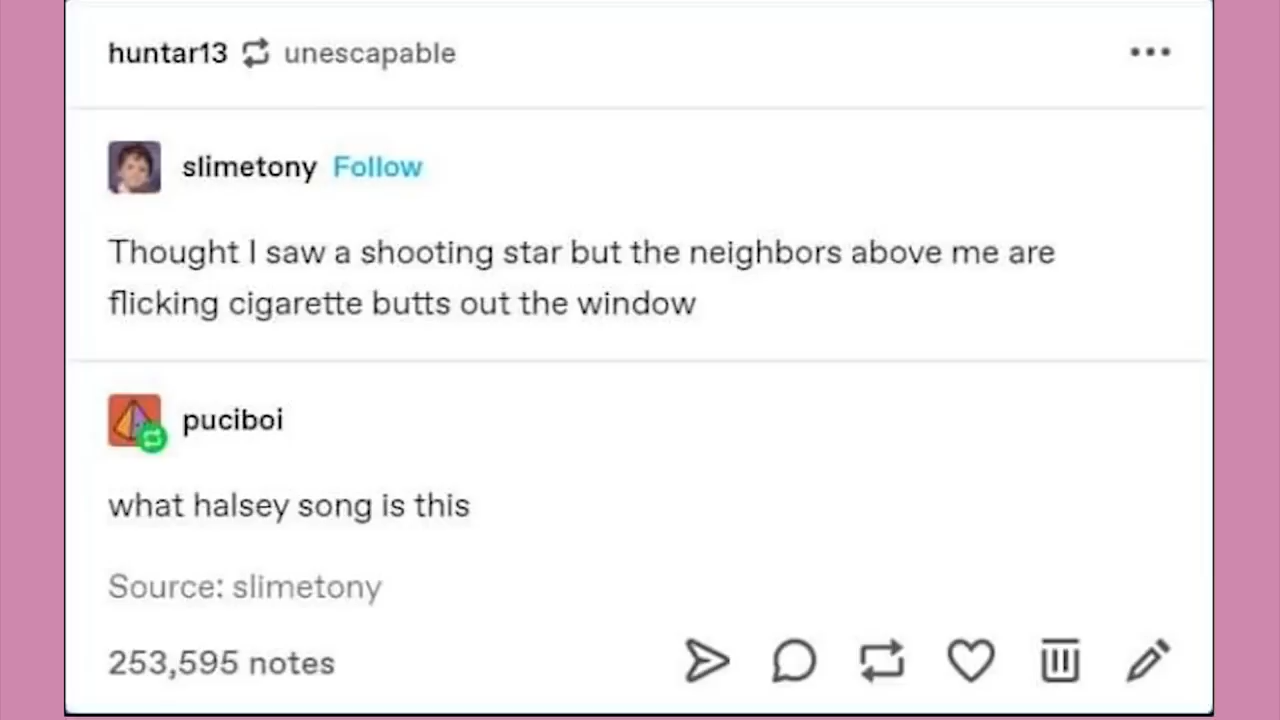 huntar13 unescapable
slimetony Follow
Thought I saw a shooting star but the neighbors above me are
flicking cigarette butts out the window
puciboi
what halsey song is this
Source: slimetony
253,595 notes